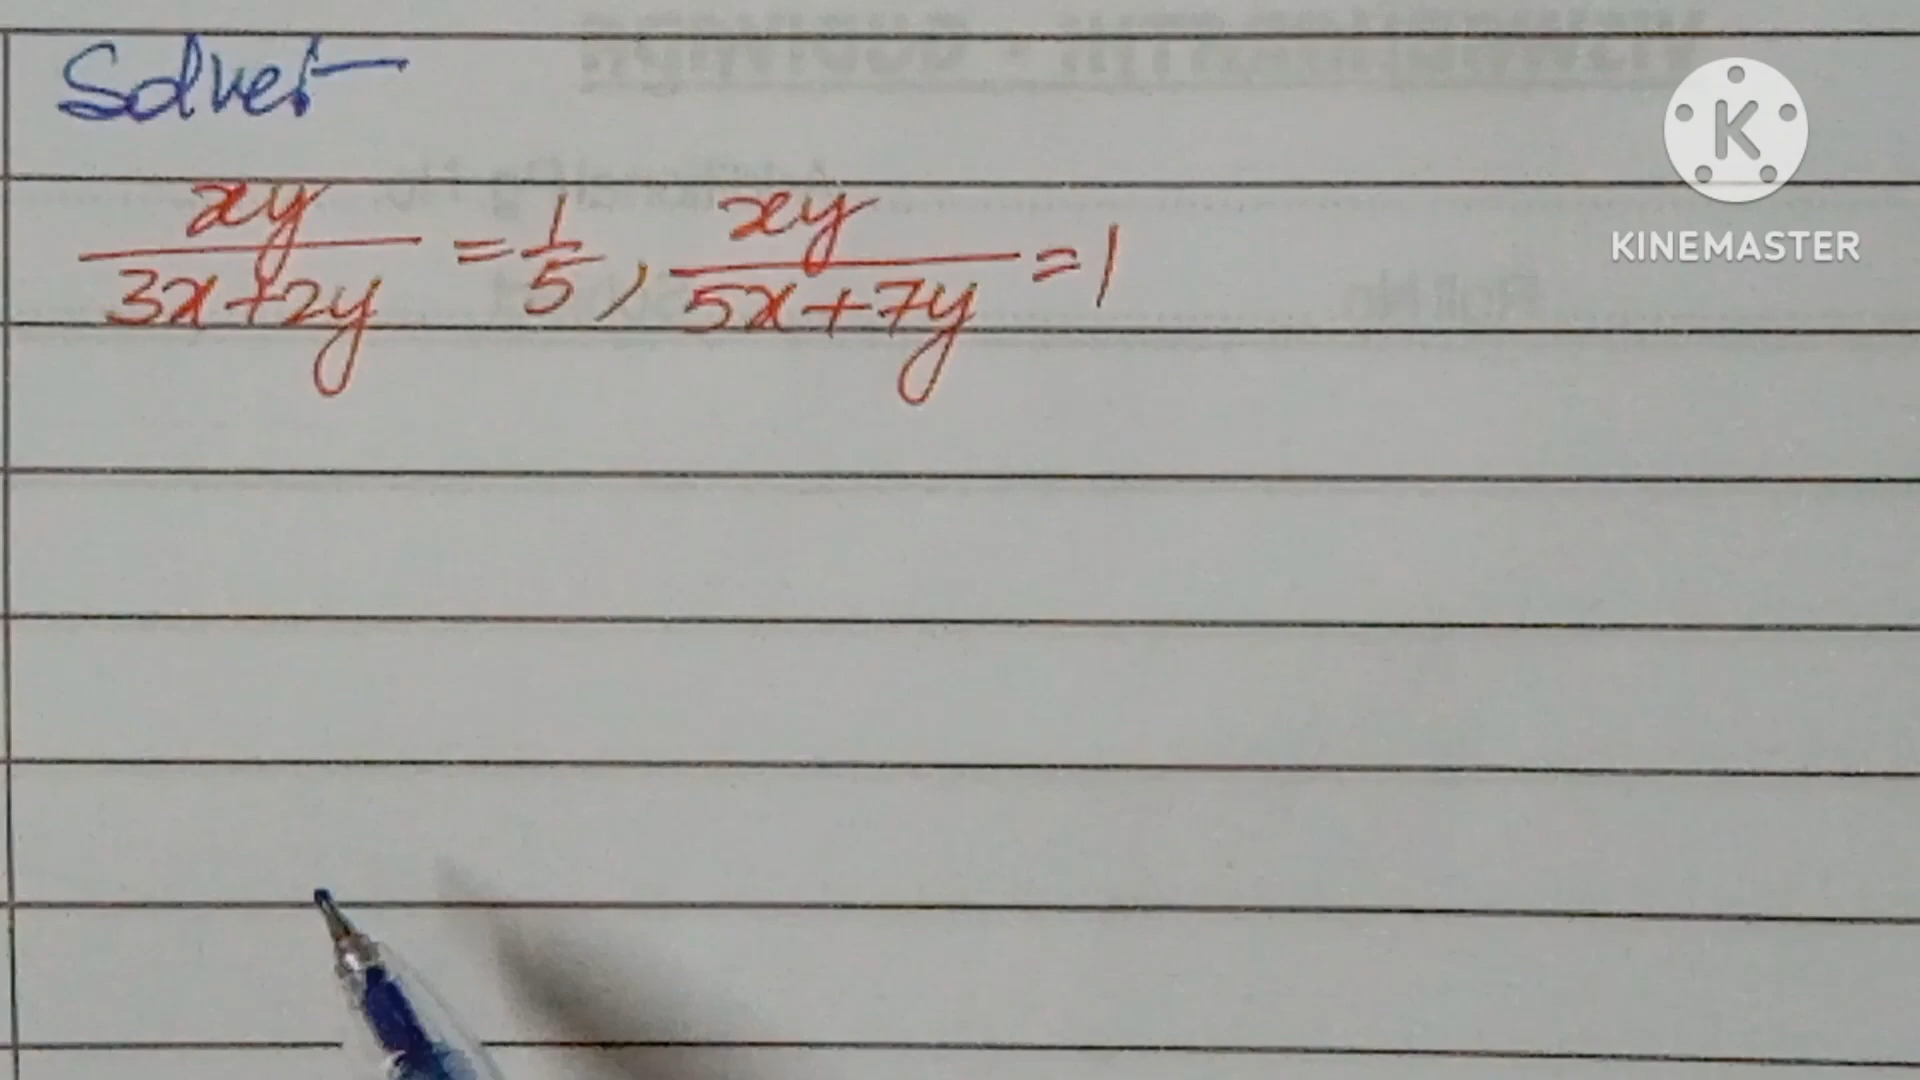 Solve:-
xy/(3x+2y) = 1/5, xy/(5x+7y) = 1
K
KINEMASTER